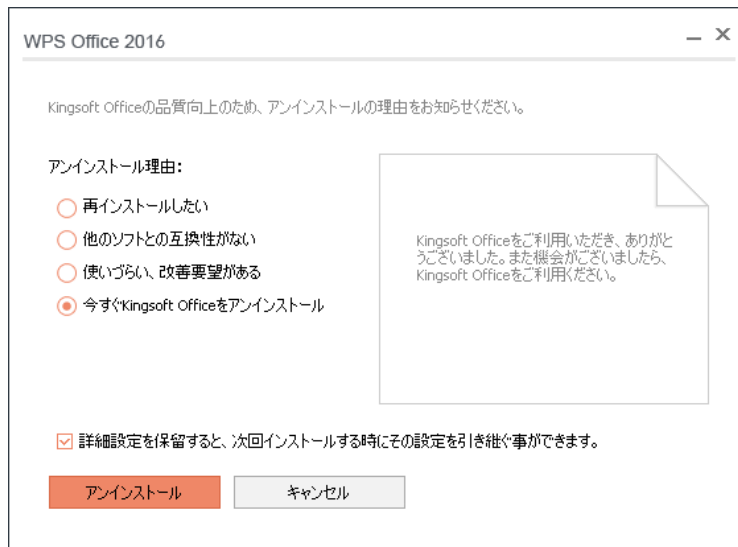 WPS Office 2016
Kingsoft Officeの品質向上のため、アンインストールの理由をお知らせください。
アンインストール理由：
再インストールしたい
他のソフトとの互換性がない
使いづらい、改善要望がある
今すぐKingsoft Officeをアンインストール
Kingsoft Officeをご利用いただき、ありがと
うございました。また機会がございましたら、
Kingsoft Officeをご利用ください。
詳細設定を保留すると、次回インストールする時にその設定を引き継ぐ事ができます。
アンインストール
キャンセル